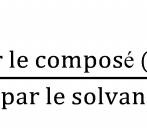 r le composé (
par le solvan